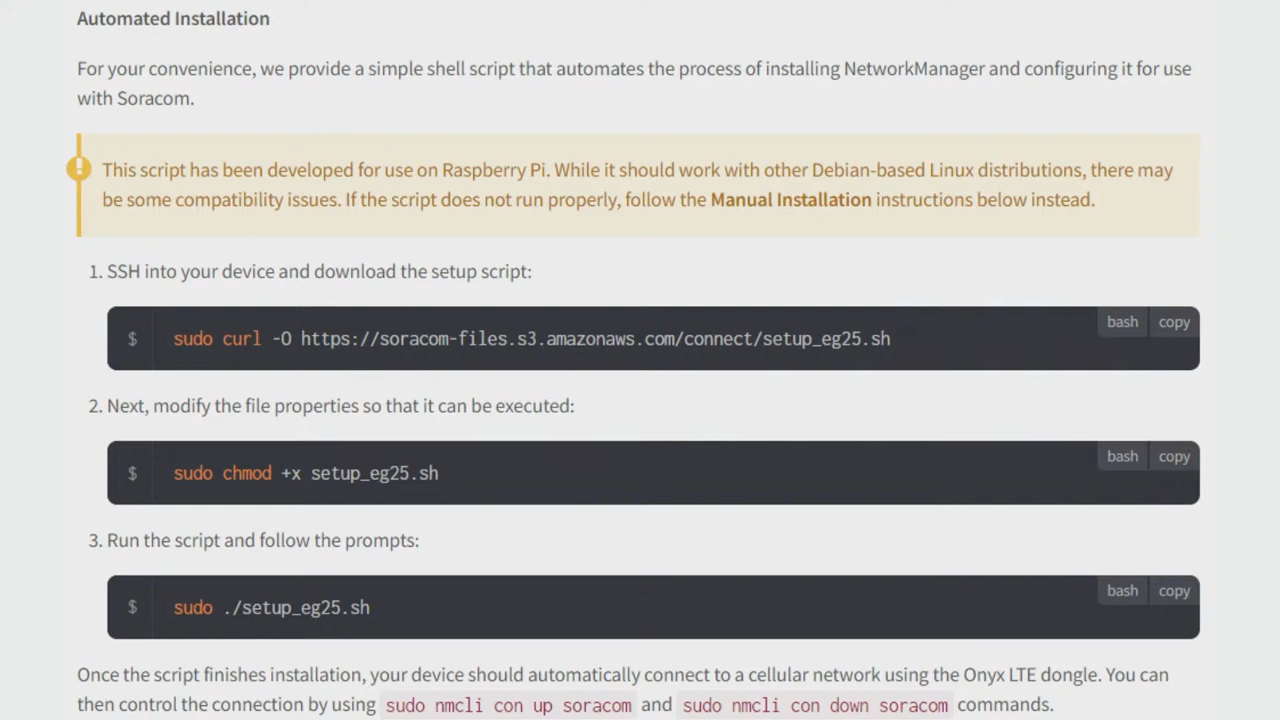 Automated Installation
For your convenience, we provide a simple shell script that automates the process of installing NetworkManager and configuring it for use
with Soracom.
This script has been developed for use on Raspberry Pi. While it should work with other Debian-based Linux distributions, there may
be some compatibility issues. If the script does not run properly, follow the Manual Installation instructions below instead.
1. SSH into your device and download the setup script:
bash copy
$ sudo curl -O https://soracom-files.s3.amazonaws.com/connect/setup_eg25.sh
2. Next, modify the file properties so that it can be executed:
bash copy
$ sudo chmod +x setup_eg25.sh
3. Run the script and follow the prompts:
bash copy
$ sudo ./setup_eg25.sh
Once the script finishes installation, your device should automatically connect to a cellular network using the Onyx LTE dongle. You can
then control the connection by using sudo nmcli con up soracom and sudo nmcli con down soracom commands.